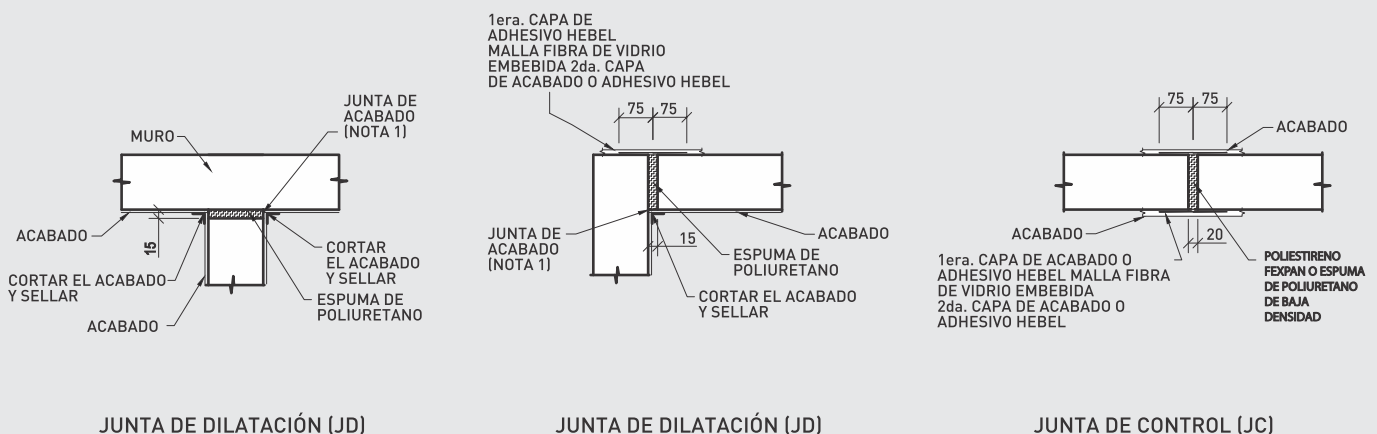 MURO
JUNTA DE
ACABADO
(NOTA 1)
ACABADO
15
CORTAR EL ACABADO
Y SELLAR
ACABADO
CORTAR
EL ACABADO
Y SELLAR
ESPUMA DE
POLIURETANO
JUNTA DE DILATACIÓN (JD)
1era. CAPA DE
ADHESIVO HEBEL
MALLA FIBRA DE VIDRIO
EMBEBIDA 2da. CAPA
DE ACABADO O ADHESIVO HEBEL
75 75
JUNTA DE
ACABADO
(NOTA 1)
15
ACABADO
ESPUMA DE
POLIURETANO
CORTAR EL ACABADO
Y SELLAR
JUNTA DE DILATACIÓN (JD)
75 75
ACABADO
ACABADO
20
1era. CAPA DE ACABADO O
ADHESIVO HEBEL MALLA FIBRA
DE VIDRIO EMBEBIDA
2da. CAPA DE ACABADO O
ADHESIVO HEBEL
POLIESTIRENO
FEXPAN O ESPUMA
DE POLIURETANO
DE BAJA
DENSIDAD
JUNTA DE CONTROL (JC)